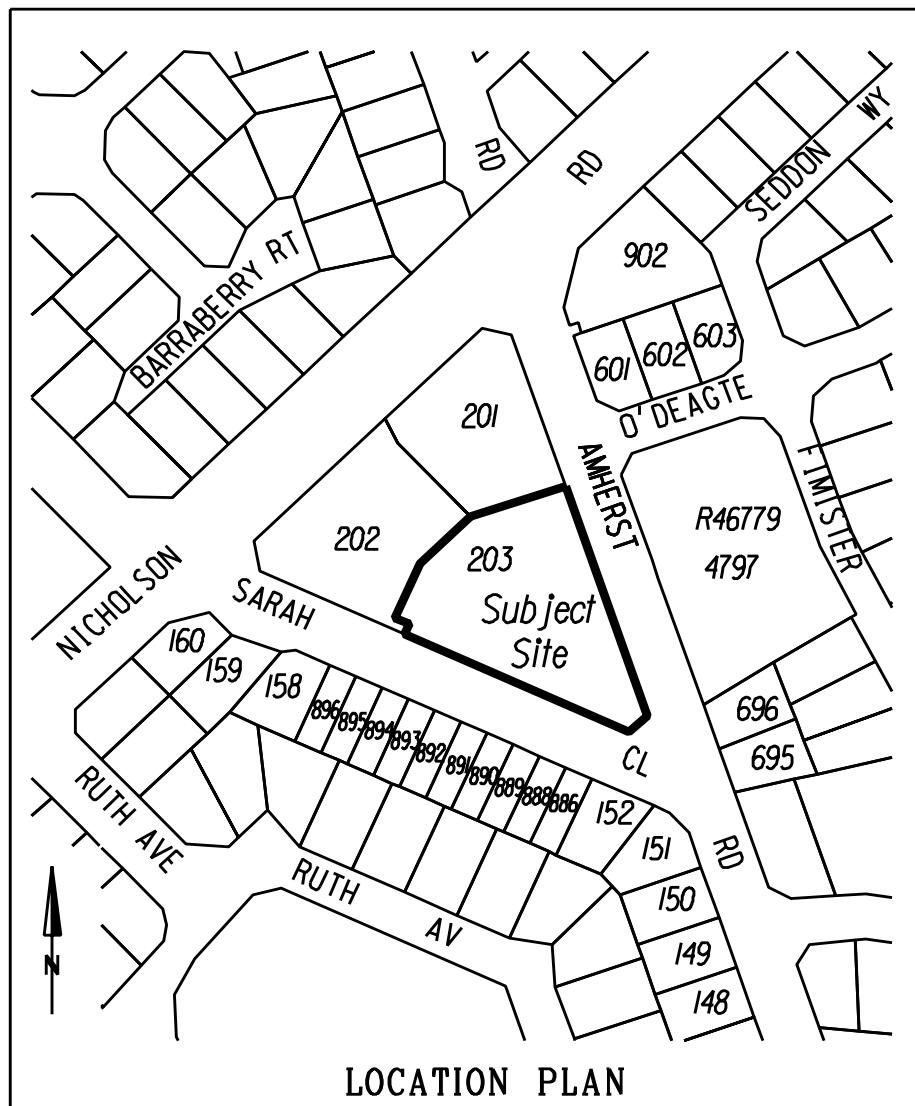 RD
RD
SEDDON WY
BARRABERRY RT
902
601
602
603
O'DEAGTE
201
AMHERST
202
203
Subject
Site
R46779
4797
IMISTER
NICHOLSON
SARAH
160
159
158
896
895
894
893
892
891
890
889
888
886
152
151
150
149
148
696
695
CL
RD
RUTH AVE
RUTH
AV
N
LOCATION PLAN